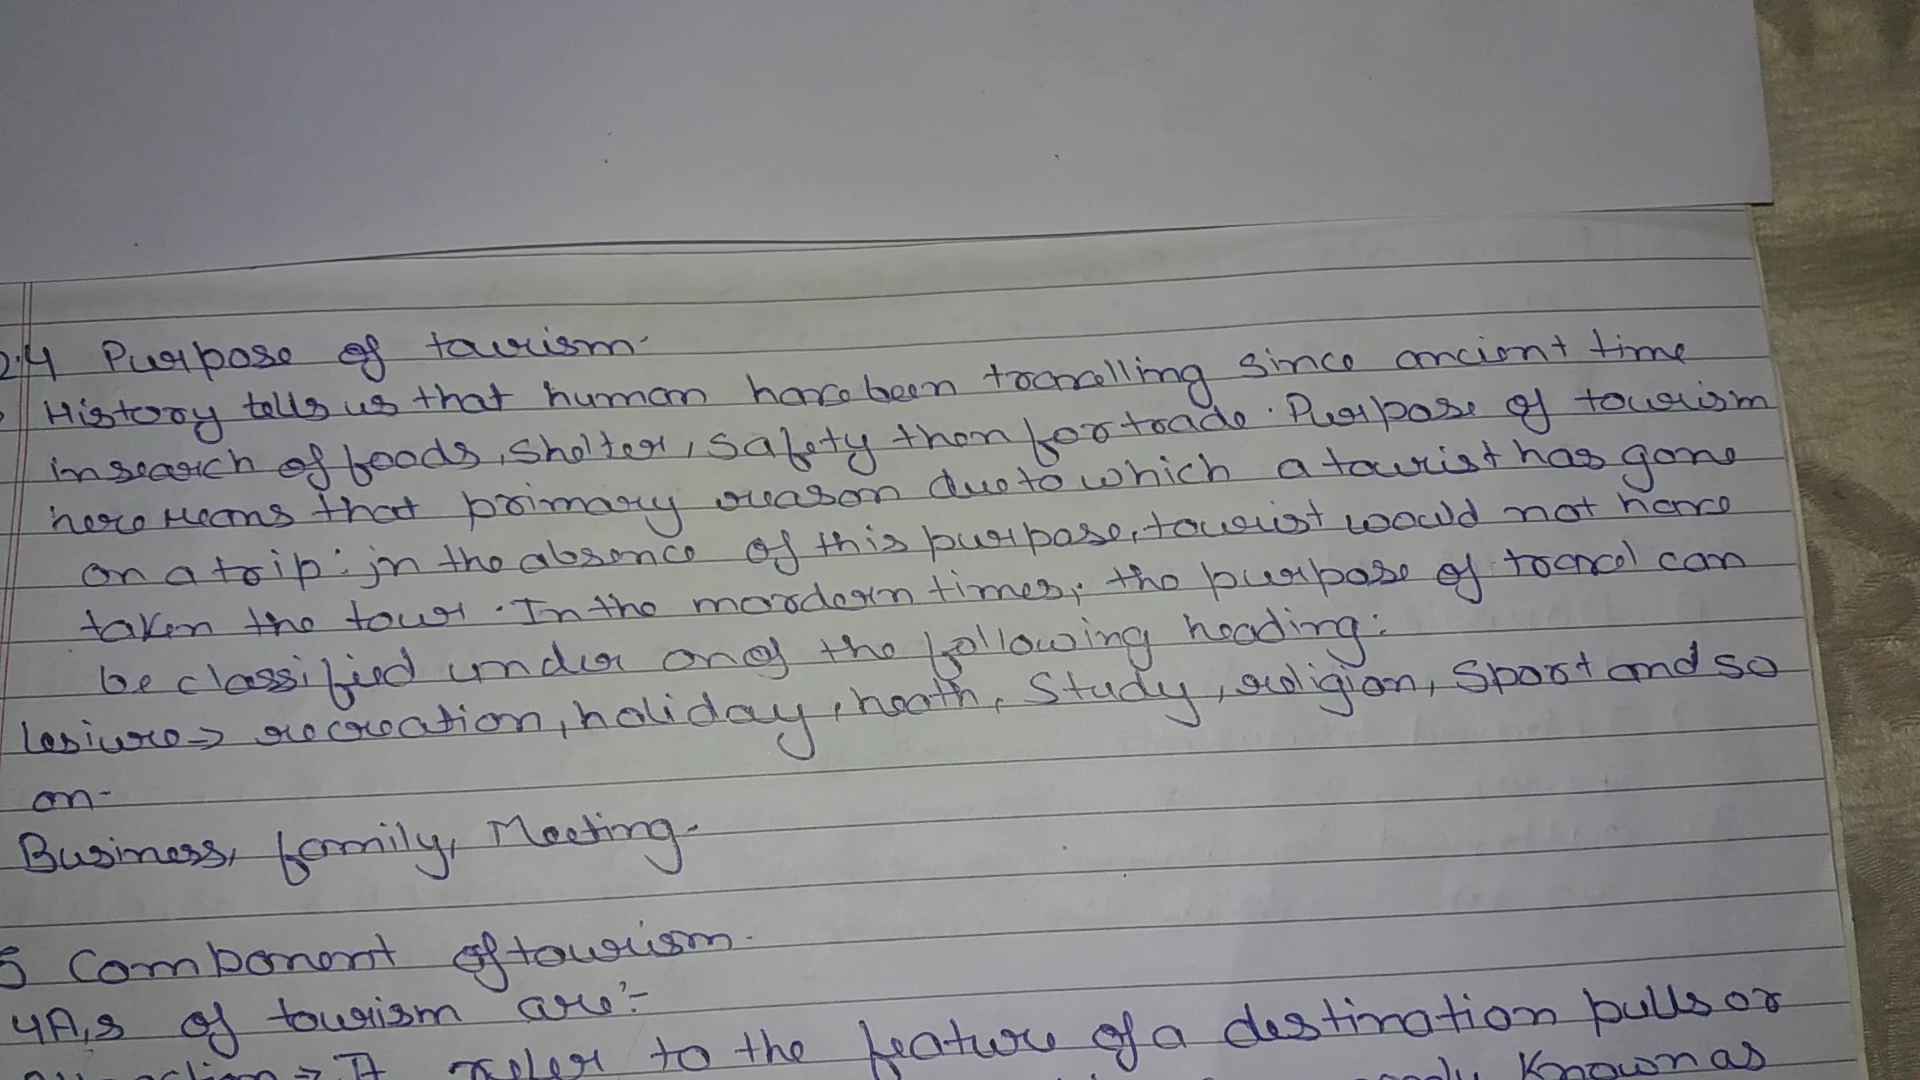 2.4 Purpose of tourism.
History tells us that human have been travelling since ancient time
in search of foods, shelter, safety then for trade. Purpose of tourism
here means that primary reason due to which a tourist has gone
on a trip. in the absence of this purpose, tourist would not have
taken the tour. In the mordern times, the purpose of travel can
be classified under on of the following heading:
Lesiure → recreation, holiday, heath, Study, religion, Sport and so
on-
Business, family, Meeting.
5 Component of tourism.
4A,s of tourism are:-
→ It refer to the feature of a destination pulls or
Known as